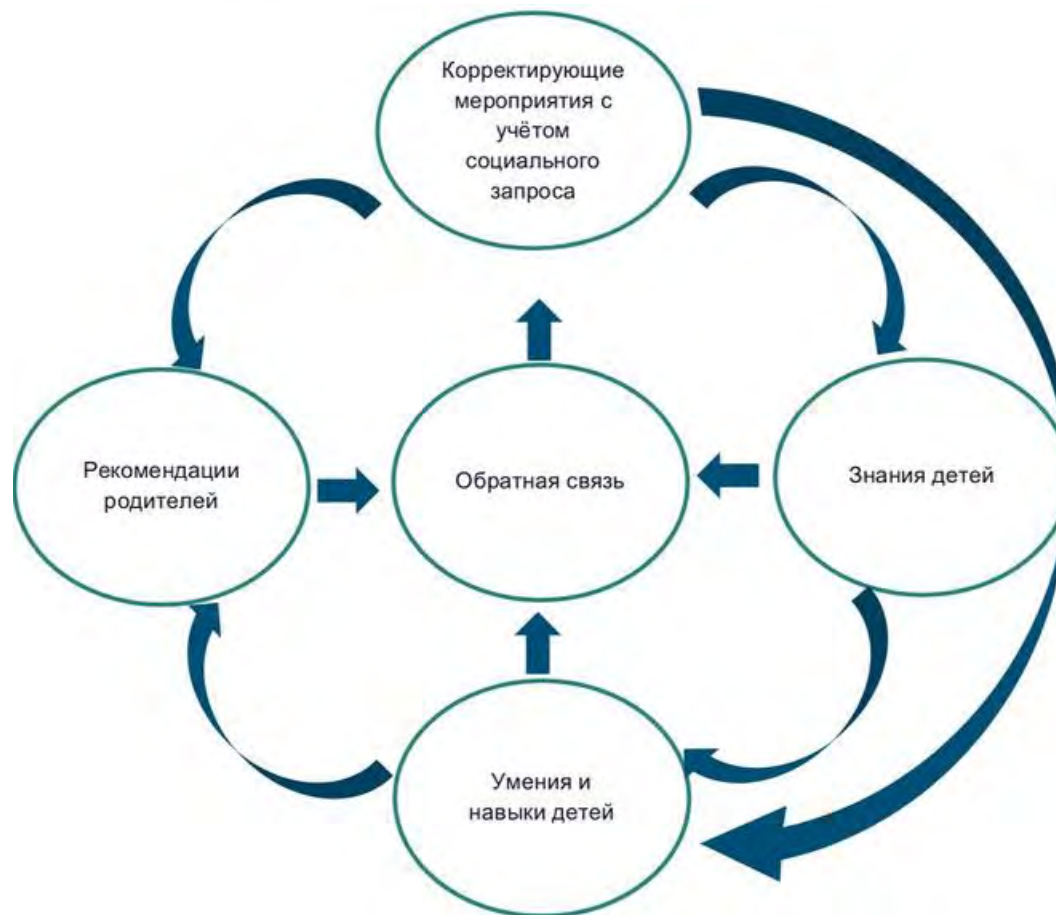 Корректирующие
мероприятия с
учётом
социального
запроса
Рекомендации
родителей
Обратная связь
Знания детей
Умения и
навыки детей